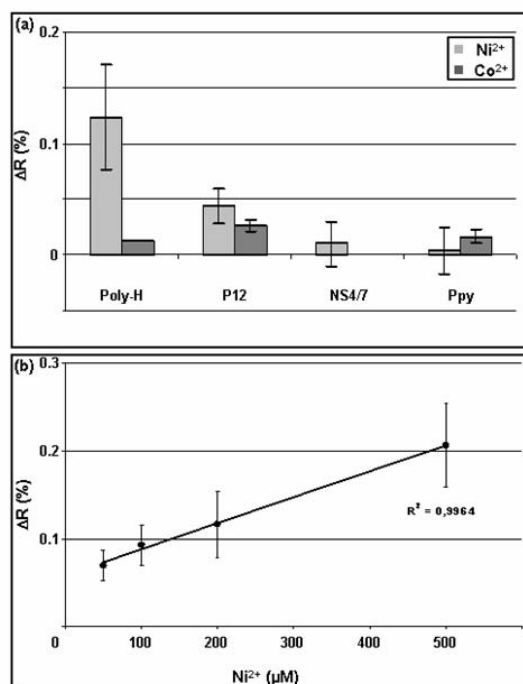 (a)
0.2
Ni²⁺
Co²⁺
ΔR (%)
0.1
0
Poly-H P12 NS4/7 Ppy
(b)
0.3
0.2
ΔR (%)
R² = 0,9964
0.1
0 100 200 300 400 500
Ni²⁺ (µM)